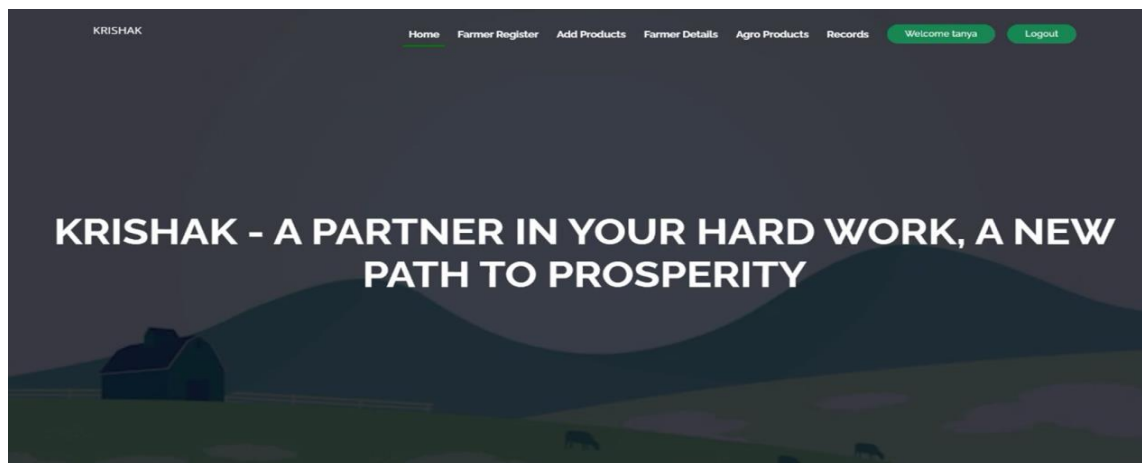 KRISHAK
Home Farmer Register Add Products Farmer Details Agro Products Records Welcome tanya Logout
KRISHAK - A PARTNER IN YOUR HARD WORK, A NEW
PATH TO PROSPERITY